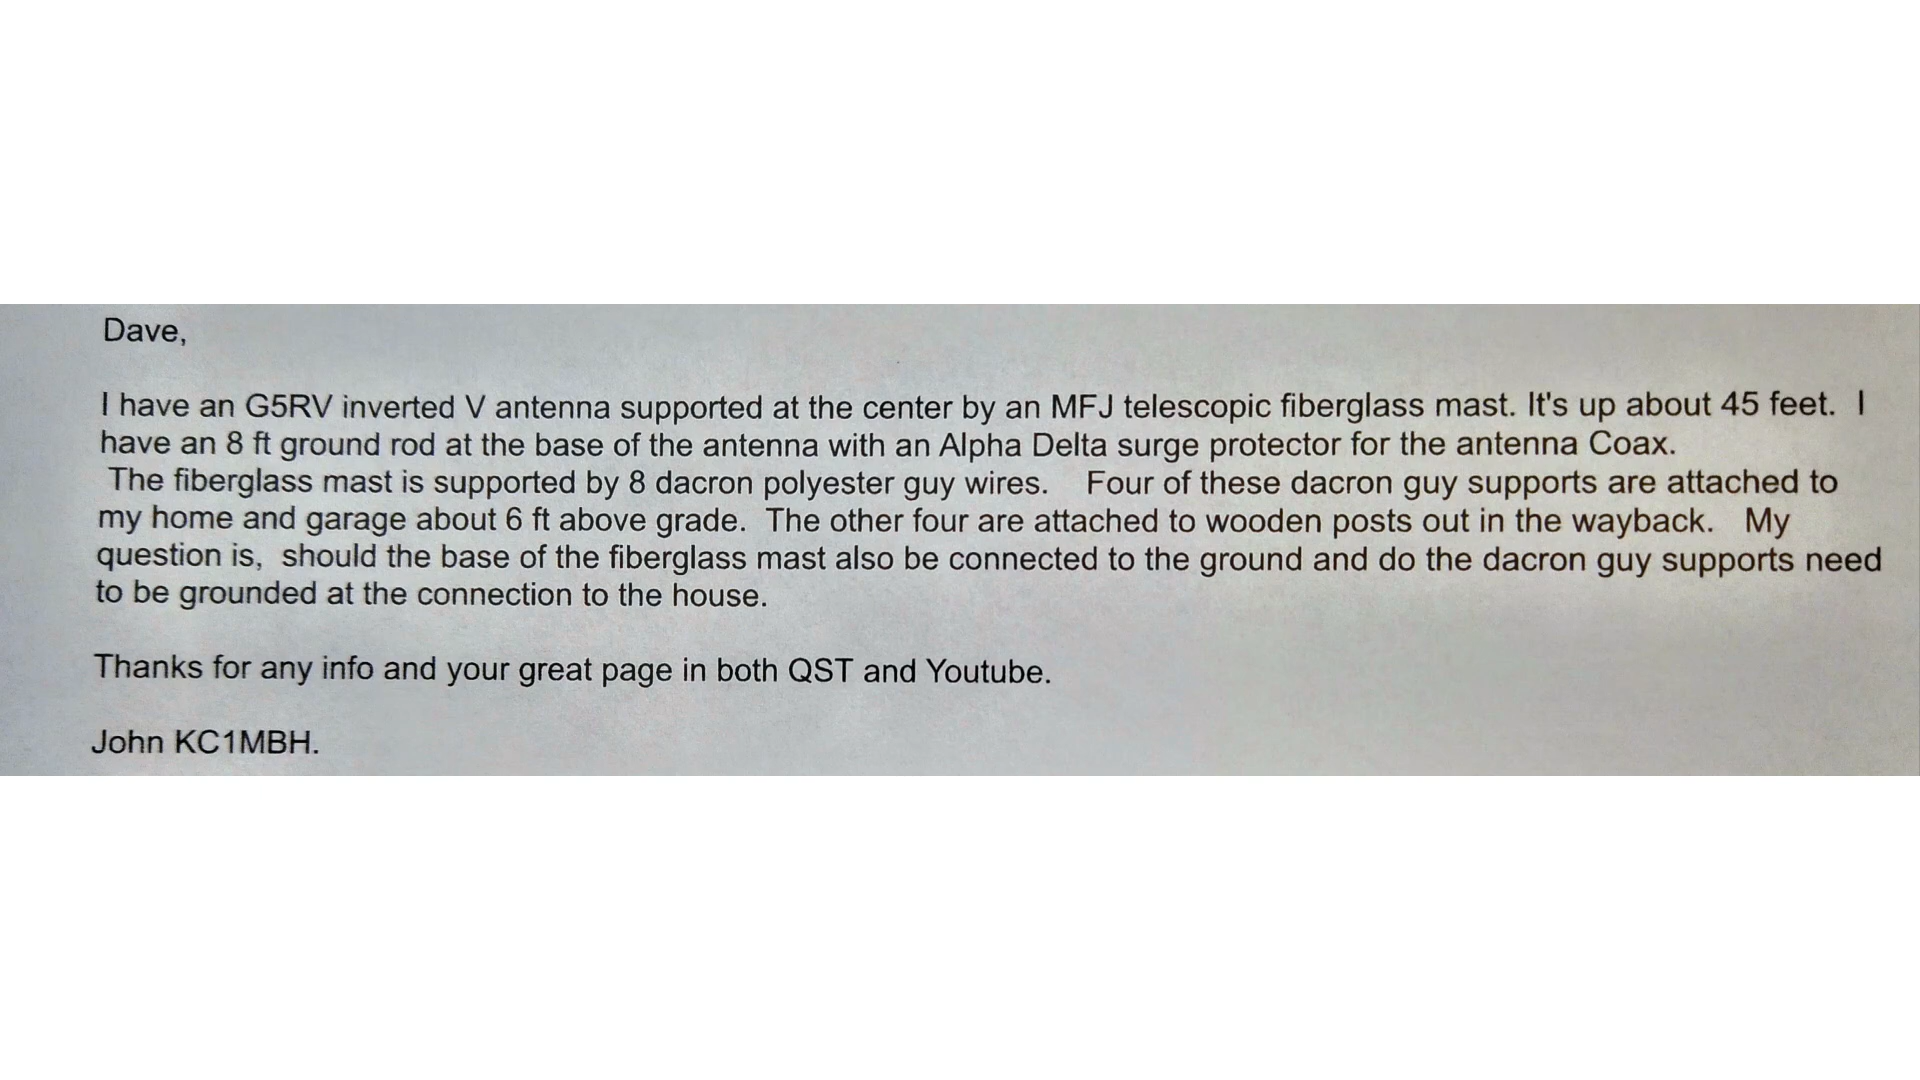 Dave,
I have an G5RV inverted V antenna supported at the center by an MFJ telescopic fiberglass mast. It's up about 45 feet. I
have an 8 ft ground rod at the base of the antenna with an Alpha Delta surge protector for the antenna Coax.
The fiberglass mast is supported by 8 dacron polyester guy wires. Four of these dacron guy supports are attached to
my home and garage about 6 ft above grade. The other four are attached to wooden posts out in the wayback. My
question is, should the base of the fiberglass mast also be connected to the ground and do the dacron guy supports need
to be grounded at the connection to the house.
Thanks for any info and your great page in both QST and Youtube.
John KC1MBH.